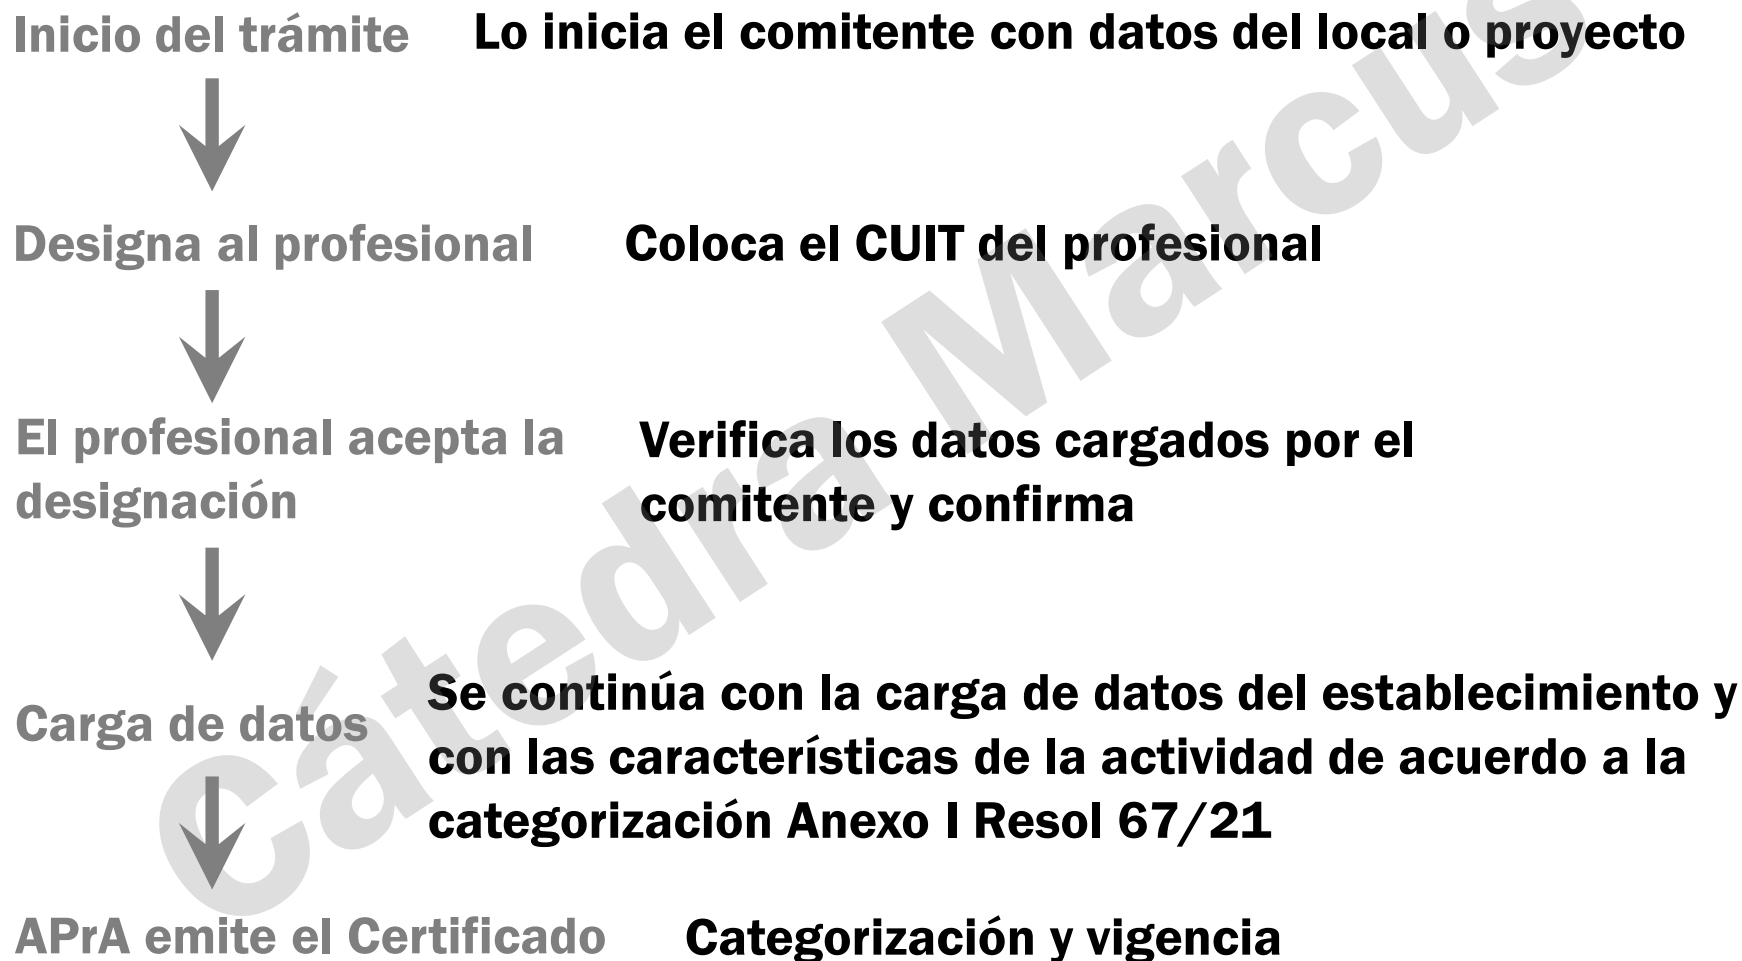 Inicio del trámite
Lo inicia el comitente con datos del local o proyecto
Designa al profesional
Coloca el CUIT del profesional
El profesional acepta la
designación
Verifica los datos cargados por el
comitente y confirma
Carga de datos
Se continúa con la carga de datos del establecimiento y
con las características de la actividad de acuerdo a la
categorización Anexo I Resol 67/21
APrA emite el Certificado
Categorización y vigencia
Cátedra Marcus